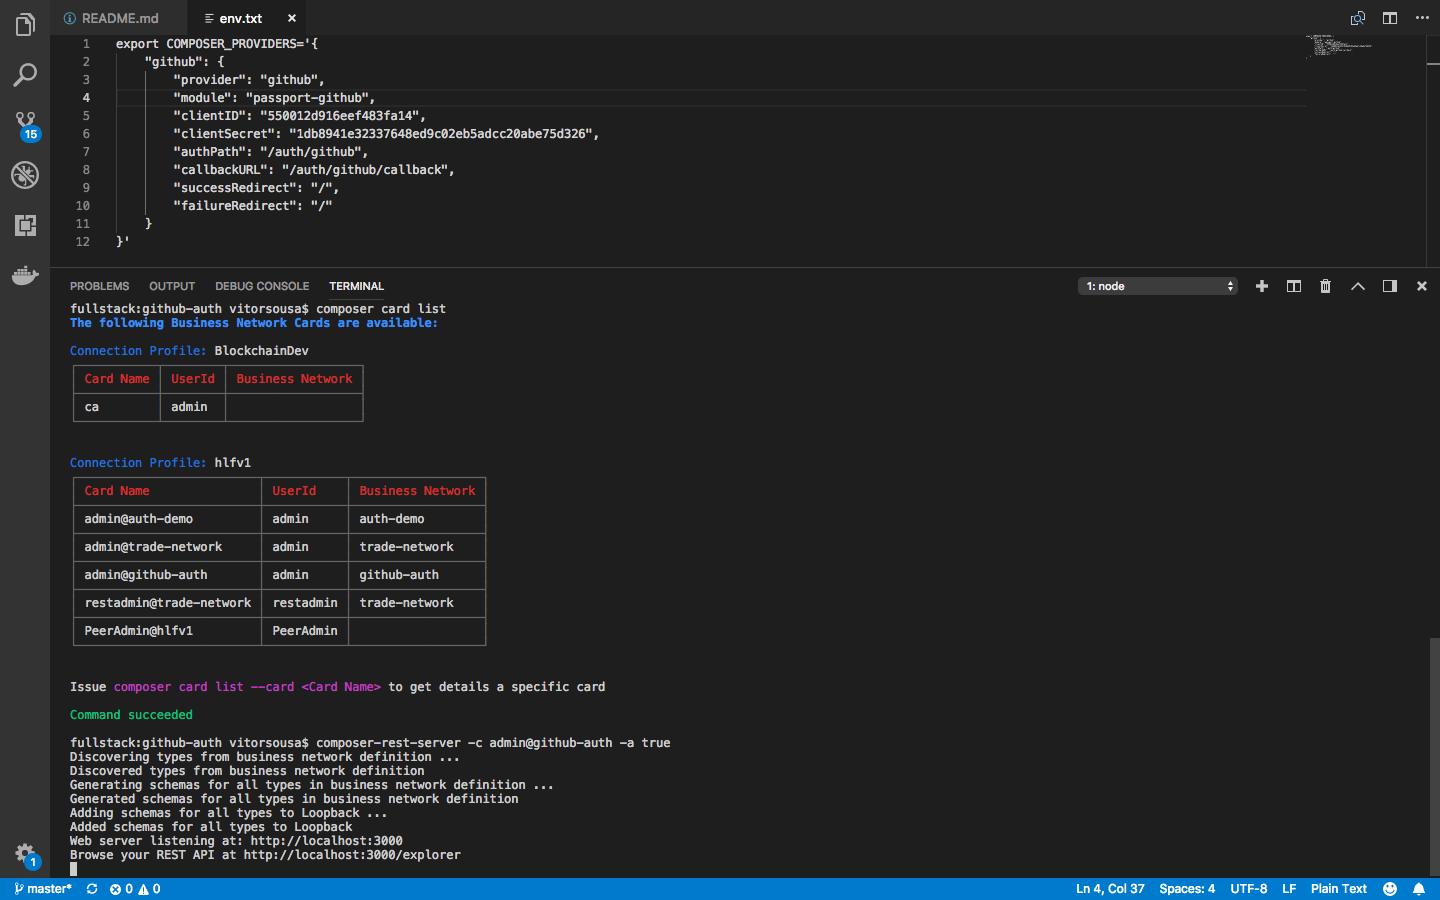 README.md
env.txt
1 export COMPOSER_PROVIDERS='{
2 "github": {
3 "provider": "github",
4 "module": "passport-github",
5 "clientID": "550012d916eef483fa14",
6 "clientSecret": "1db8941e32337648ed9c02eb5adcc20abe75d326",
7 "authPath": "/auth/github",
8 "callbackURL": "/auth/github/callback",
9 "successRedirect": "/",
10 "failureRedirect": "/"
11 }
12 }'
15
PROBLEMS OUTPUT DEBUG CONSOLE TERMINAL 1: node
fullstack:github-auth vitorsousa$ composer card list
The following Business Network Cards are available:
Connection Profile: BlockchainDev
Card Name UserId Business Network
ca admin
Connection Profile: hlfv1
Card Name UserId Business Network
admin@auth-demo admin auth-demo
admin@trade-network admin trade-network
admin@github-auth admin github-auth
restadmin@trade-network restadmin trade-network
PeerAdmin@hlfv1 PeerAdmin
Issue composer card list --card <Card Name> to get details a specific card
Command succeeded
fullstack:github-auth vitorsousa$ composer-rest-server -c admin@github-auth -a true
Discovering types from business network definition ...
Discovered types from business network definition
Generating schemas for all types in business network definition ...
Generated schemas for all types in business network definition
Adding schemas for all types to Loopback ...
Added schemas for all types to Loopback
Web server listening at: http://localhost:3000
Browse your REST API at http://localhost:3000/explorer
1
master* 0 0 Ln 4, Col 37 Spaces: 4 UTF-8 LF Plain Text